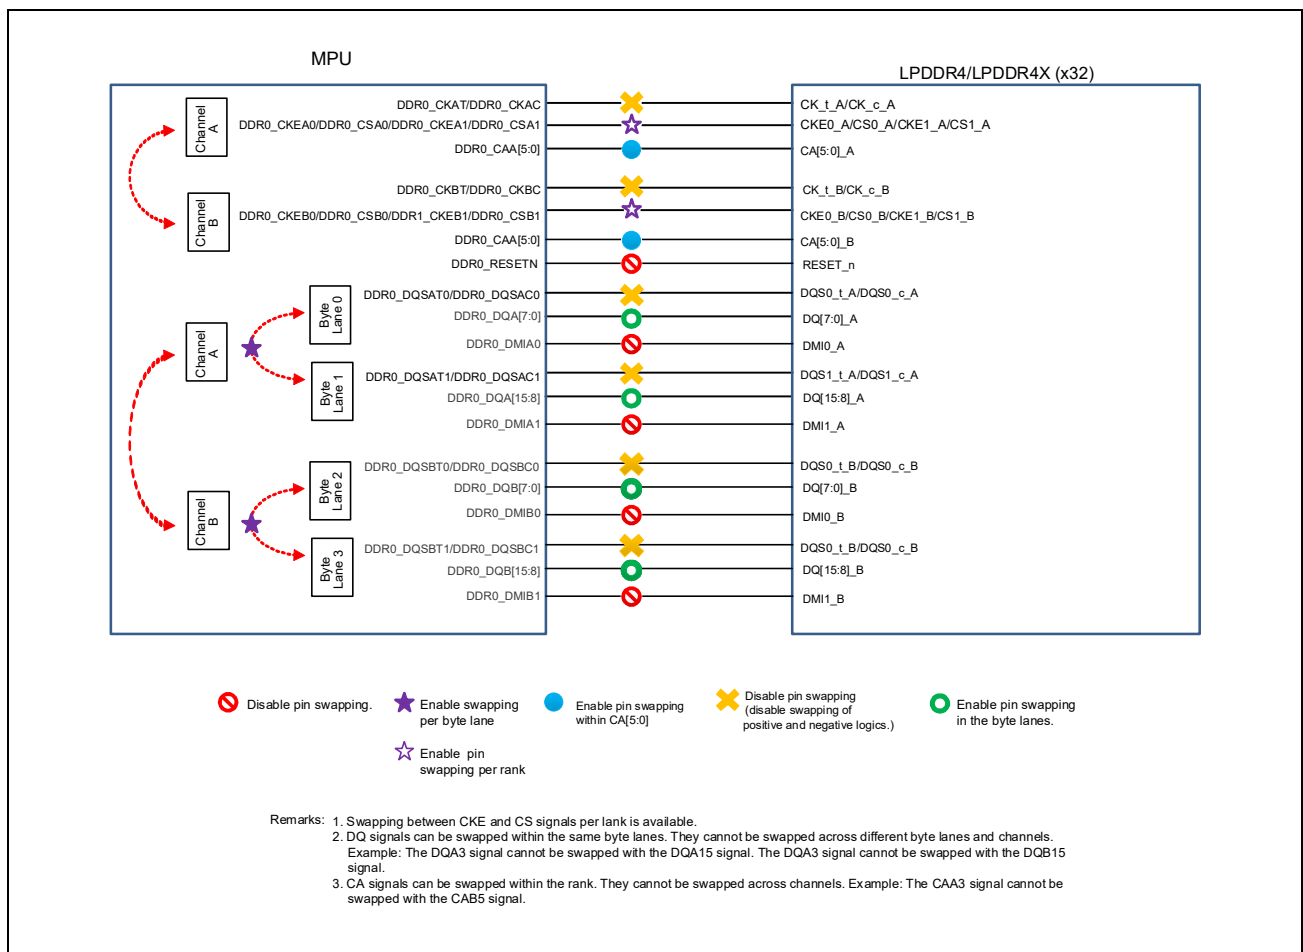 MPU
LPDDR4/LPDDR4X (x32)
Channel A
DDR0_CKAT/DDR0_CKAC
CK_t_A/CK_c_A
DDR0_CKEA0/DDR0_CSA0/DDR0_CKEA1/DDR0_CSA1
CKE0_A/CS0_A/CKE1_A/CS1_A
DDR0_CAA[5:0]
CA[5:0]_A
Channel B
DDR0_CKBT/DDR0_CKBC
CK_t_B/CK_c_B
DDR0_CKEB0/DDR0_CSB0/DDR1_CKEB1/DDR0_CSB1
CKE0_B/CS0_B/CKE1_B/CS1_B
DDR0_CAA[5:0]
CA[5:0]_B
DDR0_RESETN
RESET_n
Channel A
Byte Lane 0
DDR0_DQSAT0/DDR0_DQSAC0
DQS0_t_A/DQS0_c_A
DDR0_DQA[7:0]
DQ[7:0]_A
DDR0_DMIA0
DMI0_A
Byte Lane 1
DDR0_DQSAT1/DDR0_DQSAC1
DQS1_t_A/DQS1_c_A
DDR0_DQA[15:8]
DQ[15:8]_A
DDR0_DMIA1
DMI1_A
Channel B
Byte Lane 2
DDR0_DQSBT0/DDR0_DQSBC0
DQS0_t_B/DQS0_c_B
DDR0_DQB[7:0]
DQ[7:0]_B
DDR0_DMIB0
DMI0_B
Byte Lane 3
DDR0_DQSBT1/DDR0_DQSBC1
DQS0_t_B/DQS0_c_B
DDR0_DQB[15:8]
DQ[15:8]_B
DDR0_DMIB1
DMI1_B
Disable pin swapping.
Enable swapping
per byte lane
Enable pin swapping
within CA[5:0]
Disable pin swapping
(disable swapping of
positive and negative logics.)
Enable pin swapping
in the byte lanes.
Enable pin
swapping per rank
Remarks: 1. Swapping between CKE and CS signals per lank is available.
2. DQ signals can be swapped within the same byte lanes. They cannot be swapped across different byte lanes and channels.
Example: The DQA3 signal cannot be swapped with the DQA15 signal. The DQA3 signal cannot be swapped with the DQB15
signal.
3. CA signals can be swapped within the rank. They cannot be swapped across channels. Example: The CAA3 signal cannot be
swapped with the CAB5 signal.